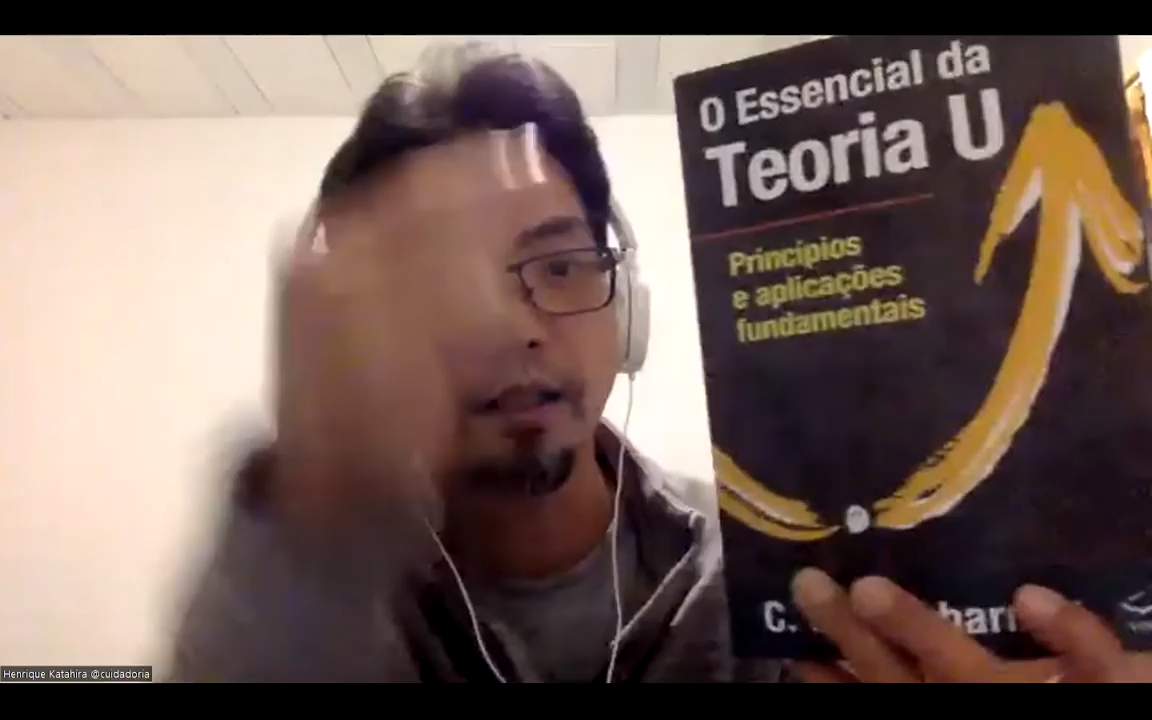 O Essencial da
Teoria U
Princípios
e aplicações
fundamentais
C.
Henrique Katahira @cuidadoria